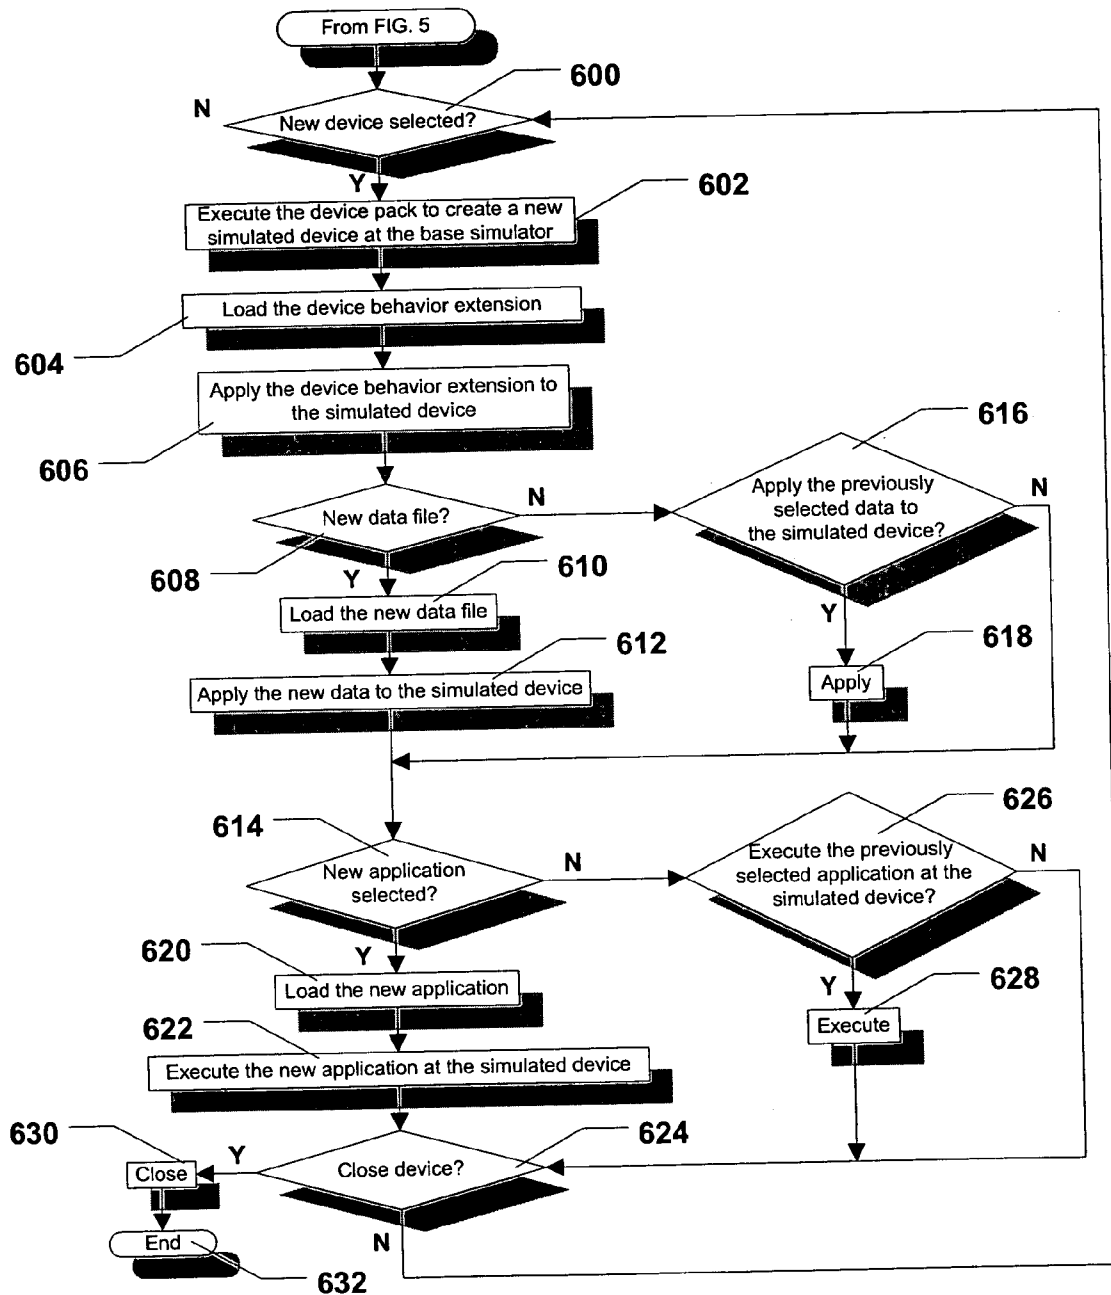 From FIG. 5
600
N
New device selected?
Y
602
Execute the device pack to create a new
simulated device at the base simulator
Load the device behavior extension
604
Apply the device behavior extension to
the simulated device
606
616
Apply the previously
selected data to
the simulated device?
N
New data file?
N
608
Y
610
Load the new data file
Y
612
618
Apply the new data to the simulated device
Apply
614
626
New application
selected?
N
Execute the previously
selected application at the
simulated device?
N
620
Y
Load the new application
Y
628
622
Execute
Execute the new application at the simulated device
630
624
Y
Close
Close device?
End
N
632